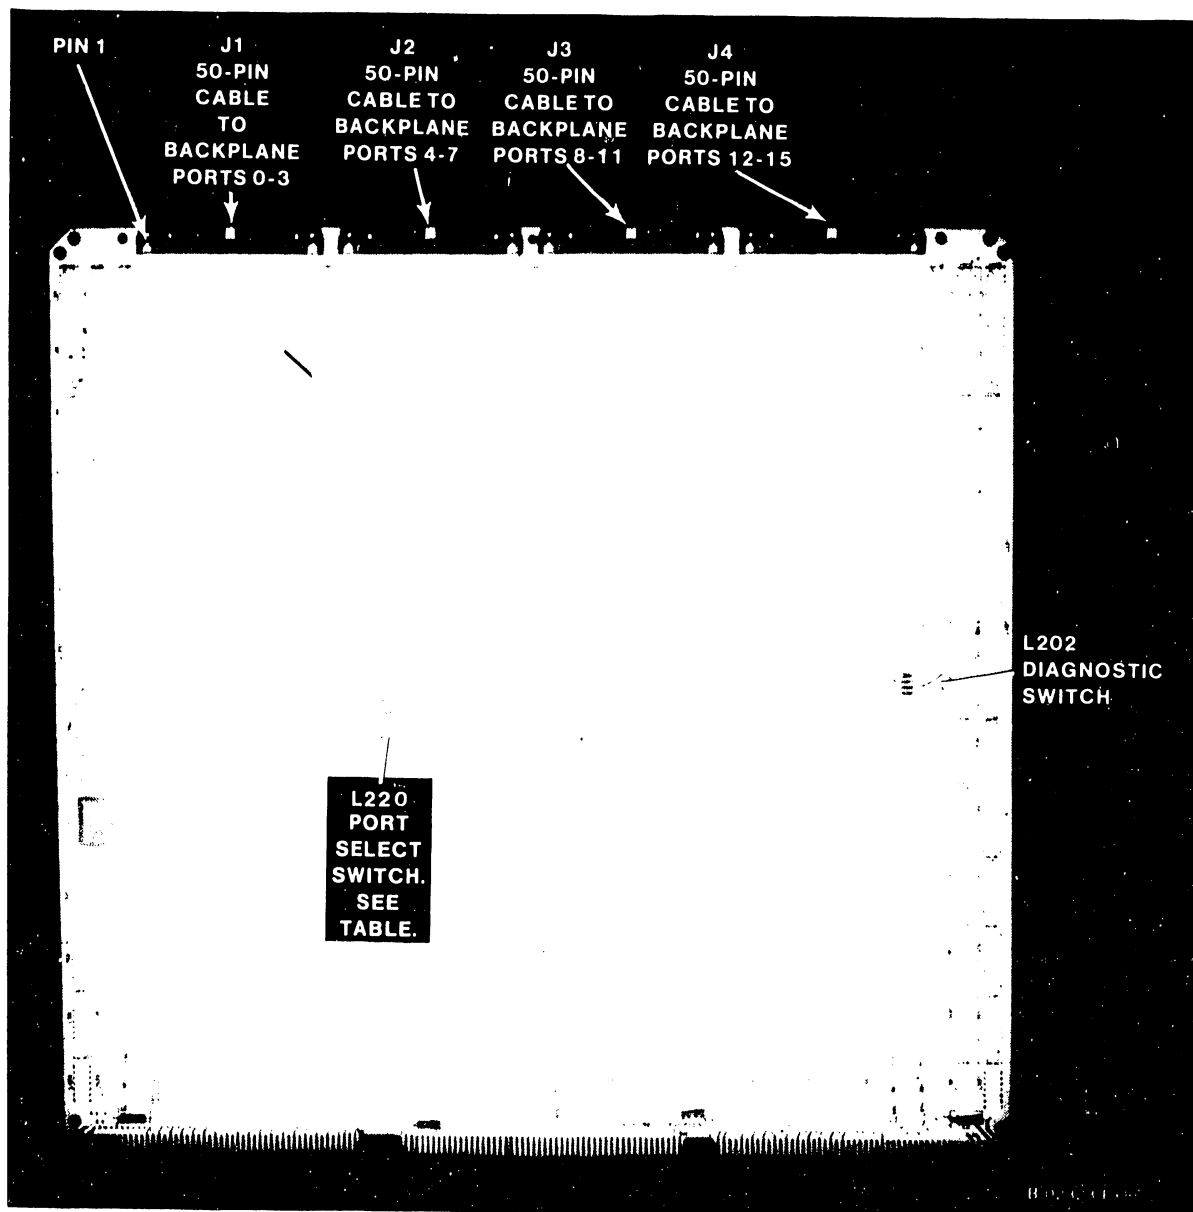 PIN 1
J1
50-PIN
CABLE
TO
BACKPLANE
PORTS 0-3
J2
50-PIN
CABLE TO
BACKPLANE
PORTS 4-7
J3
50-PIN
CABLE TO
BACKPLANE
PORTS 8-11
J4
50-PIN
CABLE TO
BACKPLANE
PORTS 12-15
L202
DIAGNOSTIC
SWITCH
L220
PORT
SELECT
SWITCH.
SEE
TABLE.